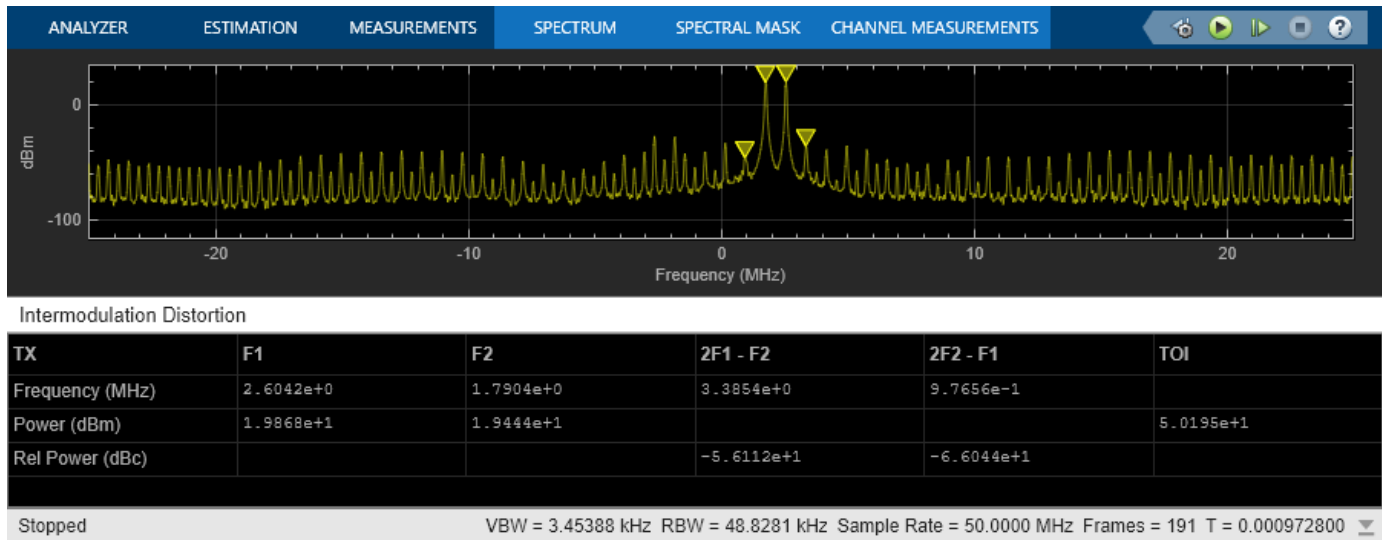 ANALYZER ESTIMATION MEASUREMENTS SPECTRUM SPECTRAL MASK CHANNEL MEASUREMENTS ?
0
dBm
-100
-20 -10 0 10 20
Frequency (MHz)
Intermodulation Distortion
TX F1 F2 2F1 - F2 2F2 - F1 TOI
Frequency (MHz) 2.6042e+0 1.7904e+0 3.3854e+0 9.7656e-1
Power (dBm) 1.9868e+1 1.9444e+1 5.0195e+1
Rel Power (dBc) -5.6112e+1 -6.6044e+1
Stopped VBW = 3.45388 kHz RBW = 48.8281 kHz Sample Rate = 50.0000 MHz Frames = 191 T = 0.000972800